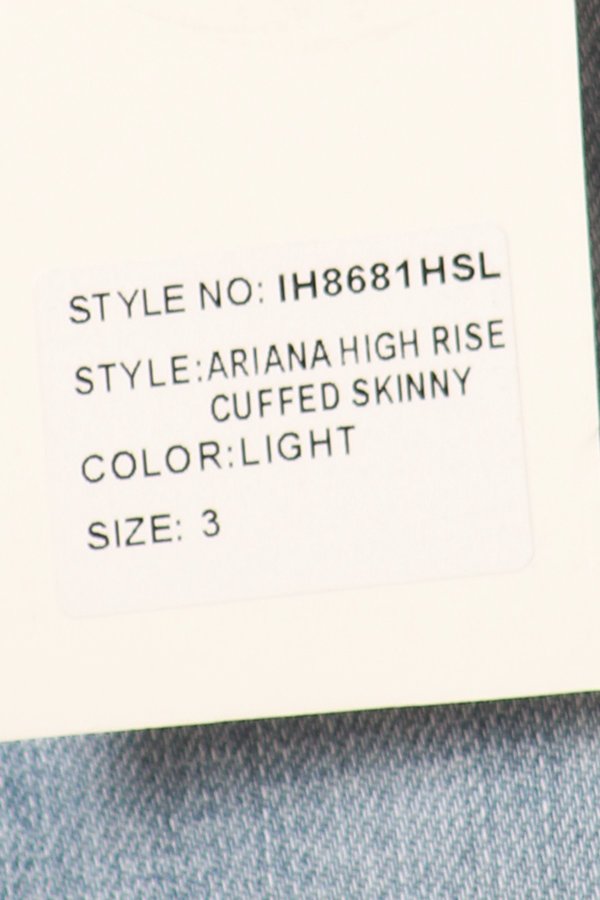 STYLE NO: IH8681HSL
STYLE:ARIANA HIGH RISE
CUFFED SKINNY
COLOR:LIGHT
SIZE: 3